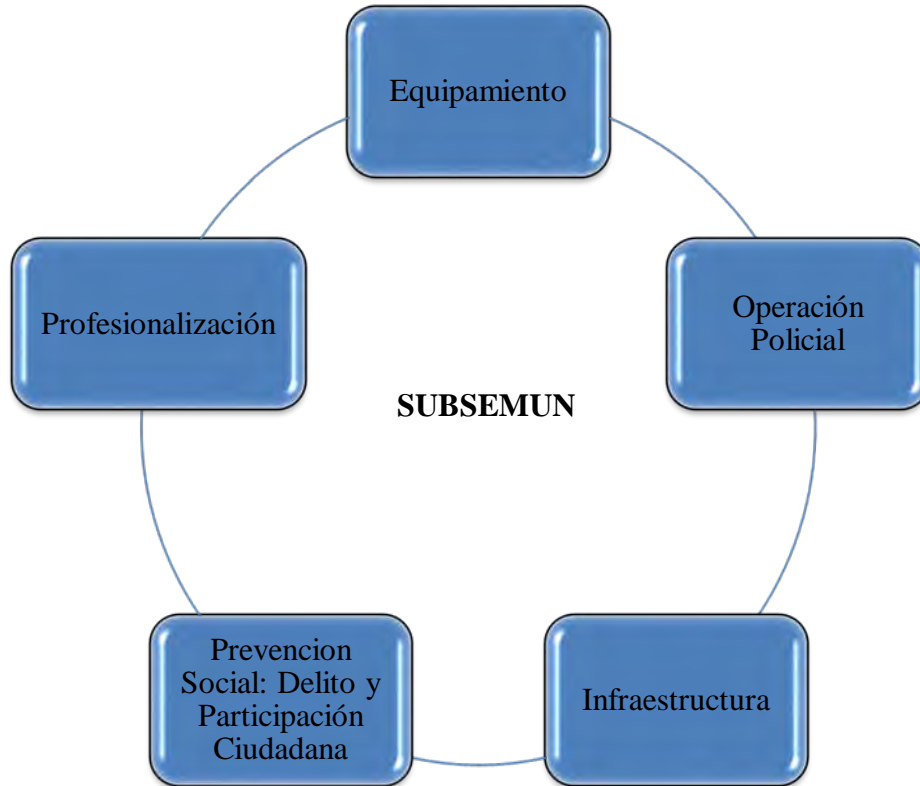 Equipamiento
Profesionalización
Operación
Policial
SUBSEMUN
Prevencion
Social: Delito y
Participación
Ciudadana
Infraestructura